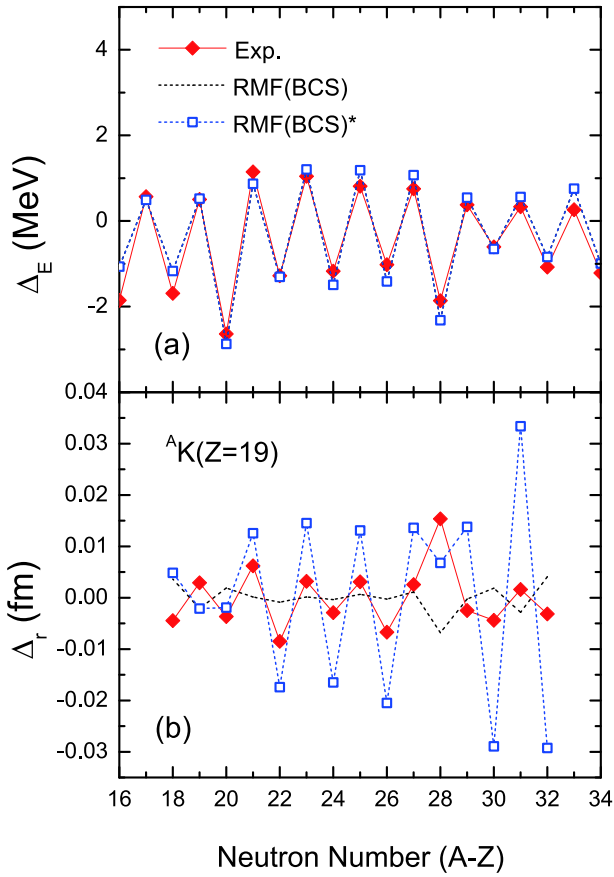 4
2
0
-2
Δ_E (MeV)
Exp.
RMF(BCS)
RMF(BCS)*
(a)
0.04
0.03
0.02
0.01
0.00
-0.01
-0.02
-0.03
Δ_r (fm)
ᴬK(Z=19)
(b)
16 18 20 22 24 26 28 30 32 34
Neutron Number (A-Z)